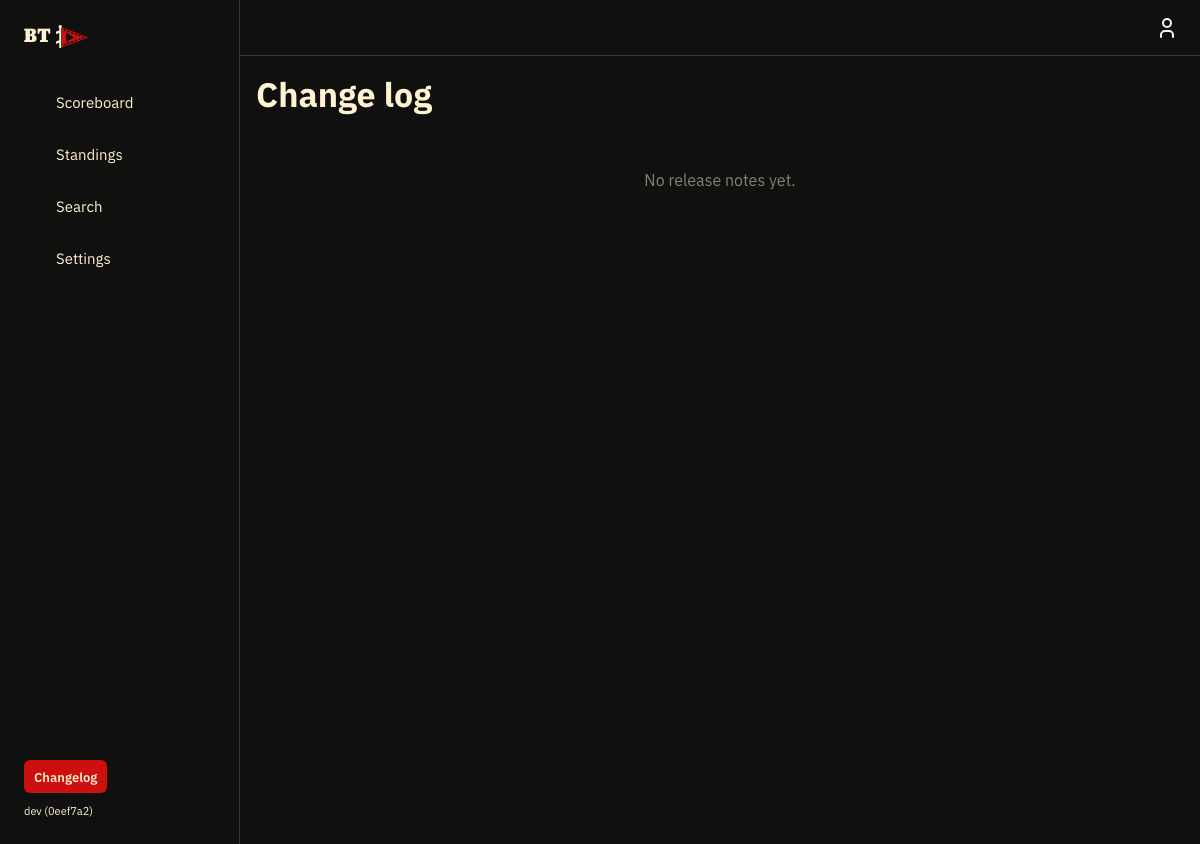 BT
Scoreboard
Standings
Search
Settings
Changelog
dev (0eef7a2)
Change log
No release notes yet.